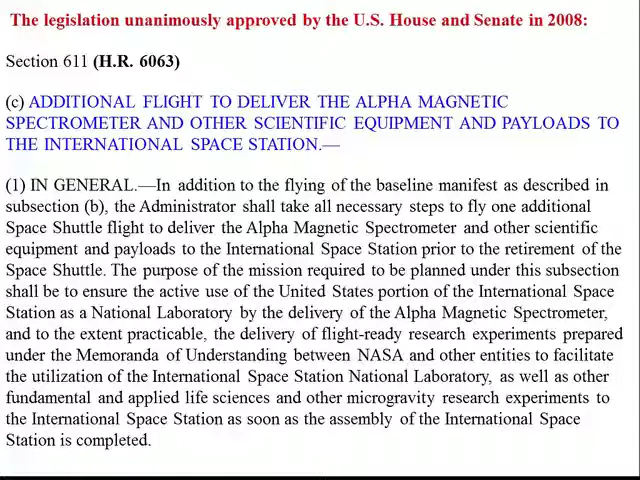 The legislation unanimously approved by the U.S. House and Senate in 2008:
Section 611 (H.R. 6063)
(c) ADDITIONAL FLIGHT TO DELIVER THE ALPHA MAGNETIC
SPECTROMETER AND OTHER SCIENTIFIC EQUIPMENT AND PAYLOADS TO
THE INTERNATIONAL SPACE STATION.—
(1) IN GENERAL.—In addition to the flying of the baseline manifest as described in
subsection (b), the Administrator shall take all necessary steps to fly one additional
Space Shuttle flight to deliver the Alpha Magnetic Spectrometer and other scientific
equipment and payloads to the International Space Station prior to the retirement of the
Space Shuttle. The purpose of the mission required to be planned under this subsection
shall be to ensure the active use of the United States portion of the International Space
Station as a National Laboratory by the delivery of the Alpha Magnetic Spectrometer,
and to the extent practicable, the delivery of flight-ready research experiments prepared
under the Memoranda of Understanding between NASA and other entities to facilitate
the utilization of the International Space Station National Laboratory, as well as other
fundamental and applied life sciences and other microgravity research experiments to
the International Space Station as soon as the assembly of the International Space
Station is completed.